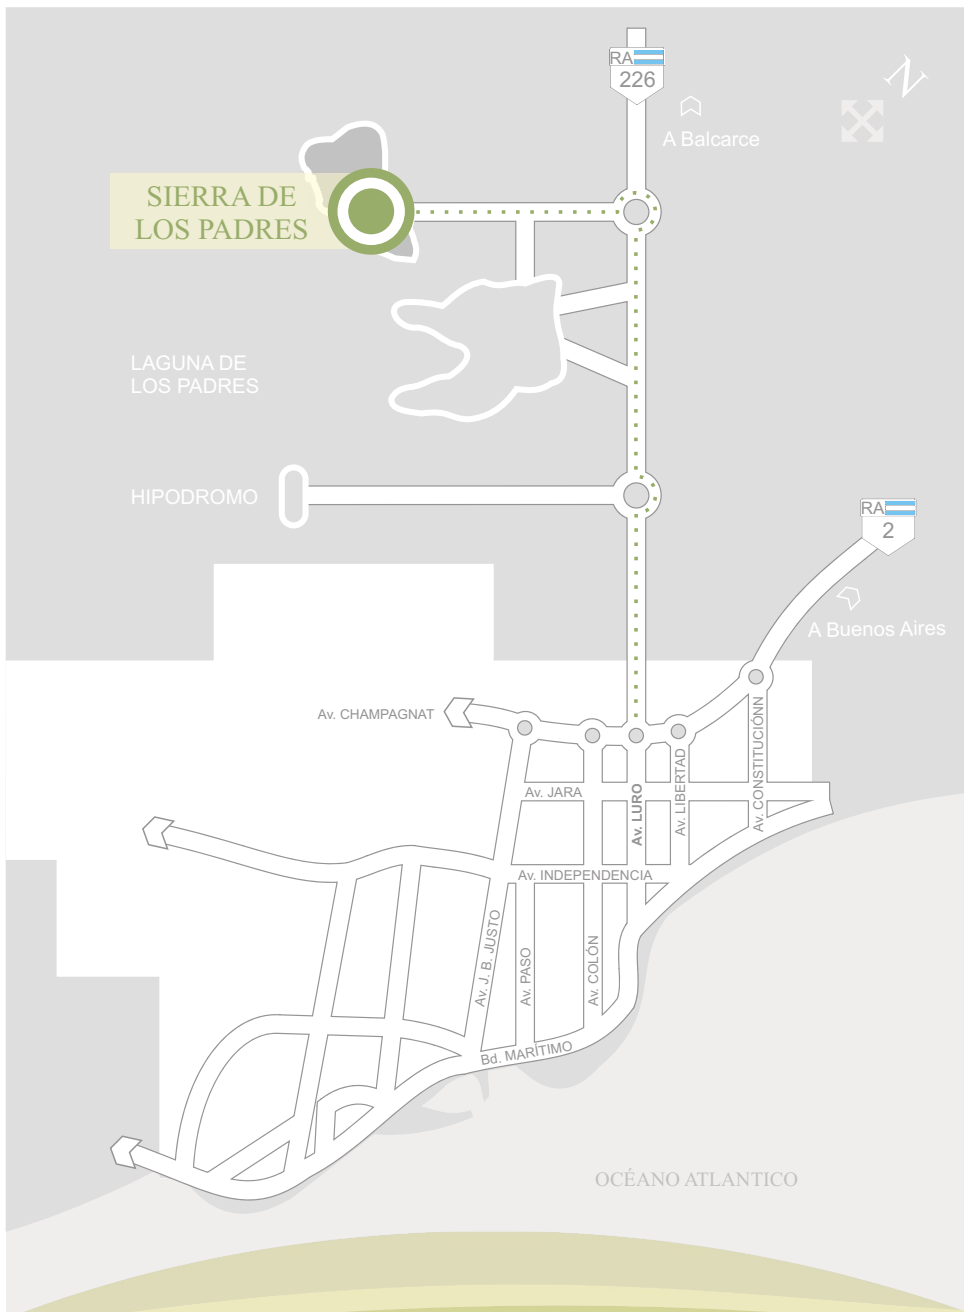 RA
226
N
A Balcarce
SIERRA DE
LOS PADRES
LAGUNA DE
LOS PADRES
HIPODROMO
RA
2
A Buenos Aires
Av. CHAMPAGNAT
Av. CONSTITUCIÓNN
Av. LIBERTAD
Av. LURO
Av. JARA
Av. INDEPENDENCIA
Av. J. B. JUSTO
Av. PASO
Av. COLÓN
Bd. MARÍTIMO
OCÉANO ATLANTICO